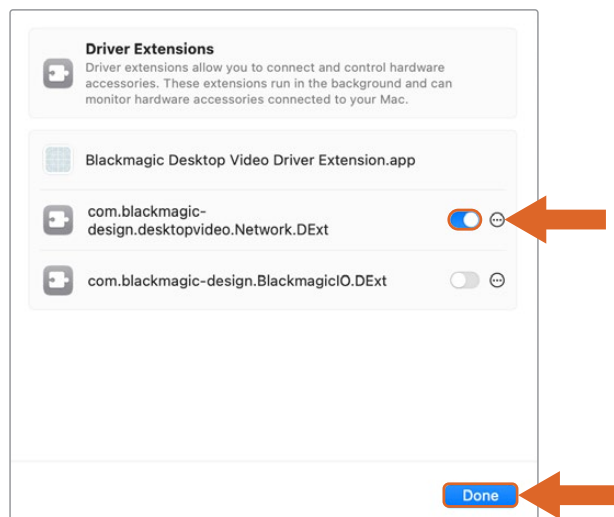 Driver Extensions
Driver extensions allow you to connect and control hardware
accessories. These extensions run in the background and can
monitor hardware accessories connected to your Mac.
Blackmagic Desktop Video Driver Extension.app
com.blackmagic-
design.desktopvideo.Network.DExt
com.blackmagic-design.BlackmagicIO.DExt
Done